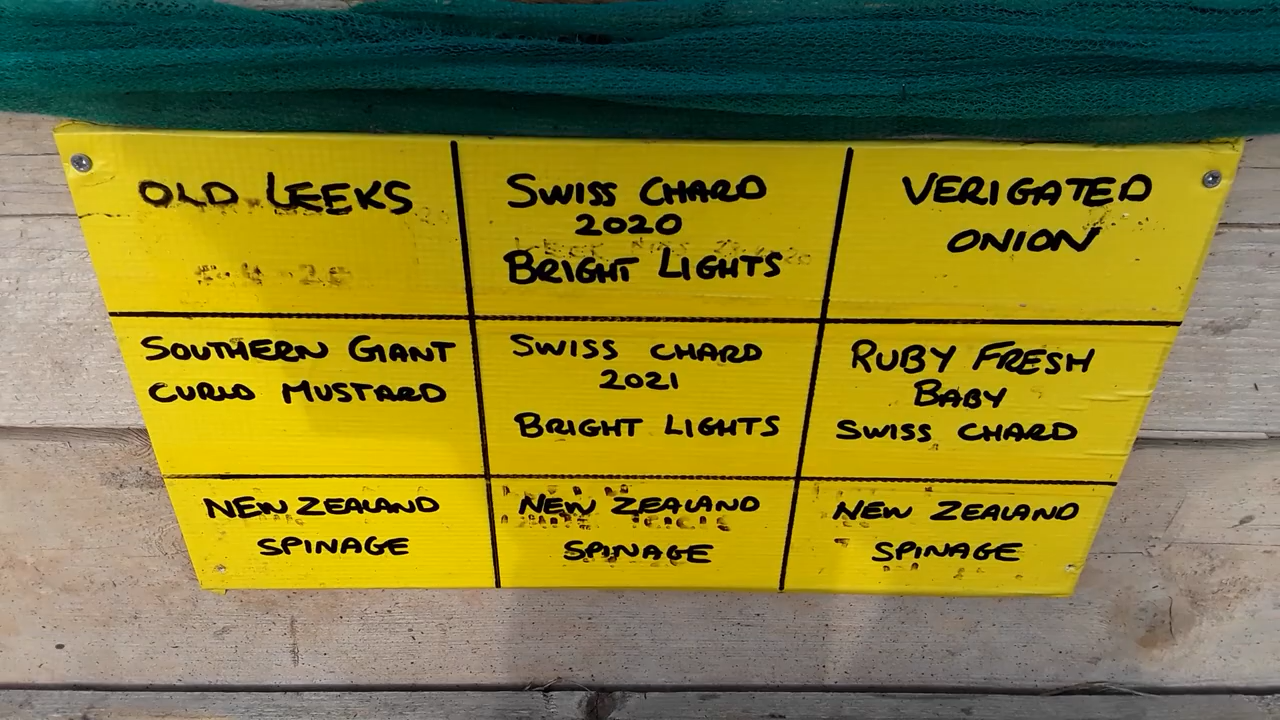 OLD LEEKS
SWISS CHARD
2020
BRIGHT LIGHTS
VERIGATED
ONION
SOUTHERN GIANT
CURLD MUSTARD
SWISS CHARD
2021
BRIGHT LIGHTS
RUBY FRESH
BABY
SWISS CHARD
NEW ZEALAND
SPINAGE
NEW ZEALAND
SPINAGE
NEW ZEALAND
SPINAGE